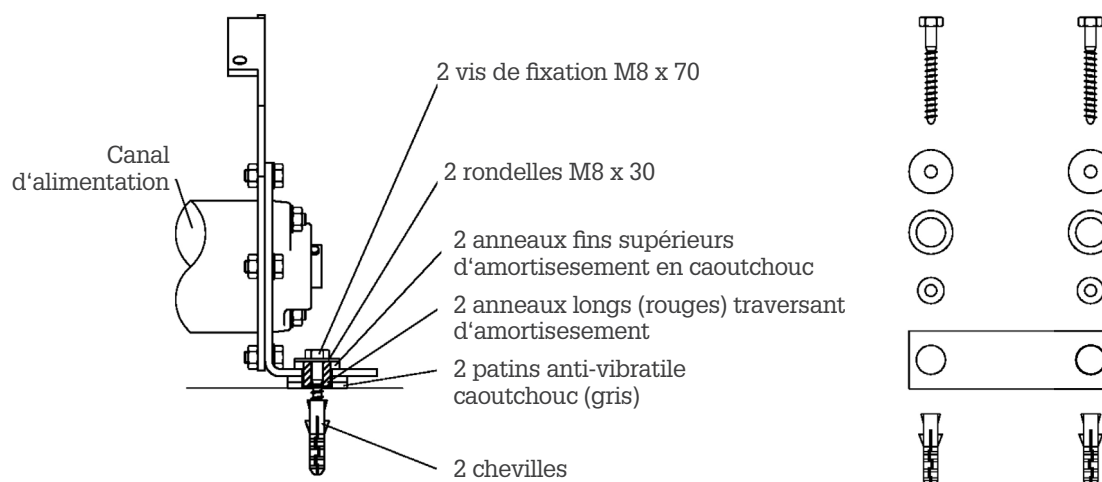 2 vis de fixation M8 x 70
Canal
d‘alimentation
2 rondelles M8 x 30
2 anneaux fins supérieurs
d‘amortisesement en caoutchouc
2 anneaux longs (rouges) traversant
d‘amortisesement
2 patins anti-vibratile
caoutchouc (gris)
2 chevilles